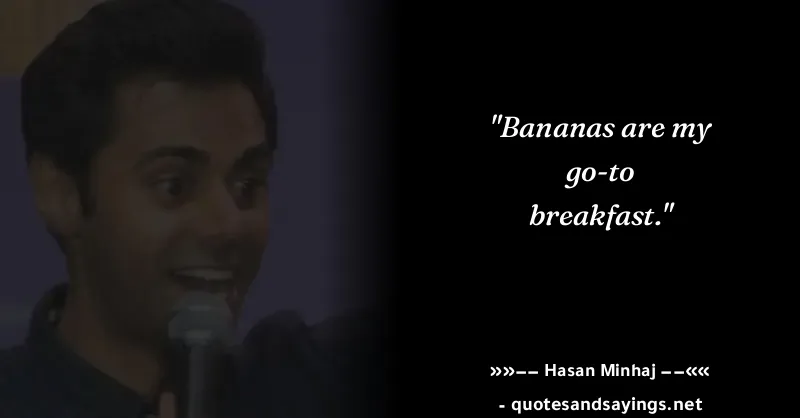 "Bananas are my
go-to
breakfast."
»»–– Hasan Minhaj ––««
- quotesandsayings.net